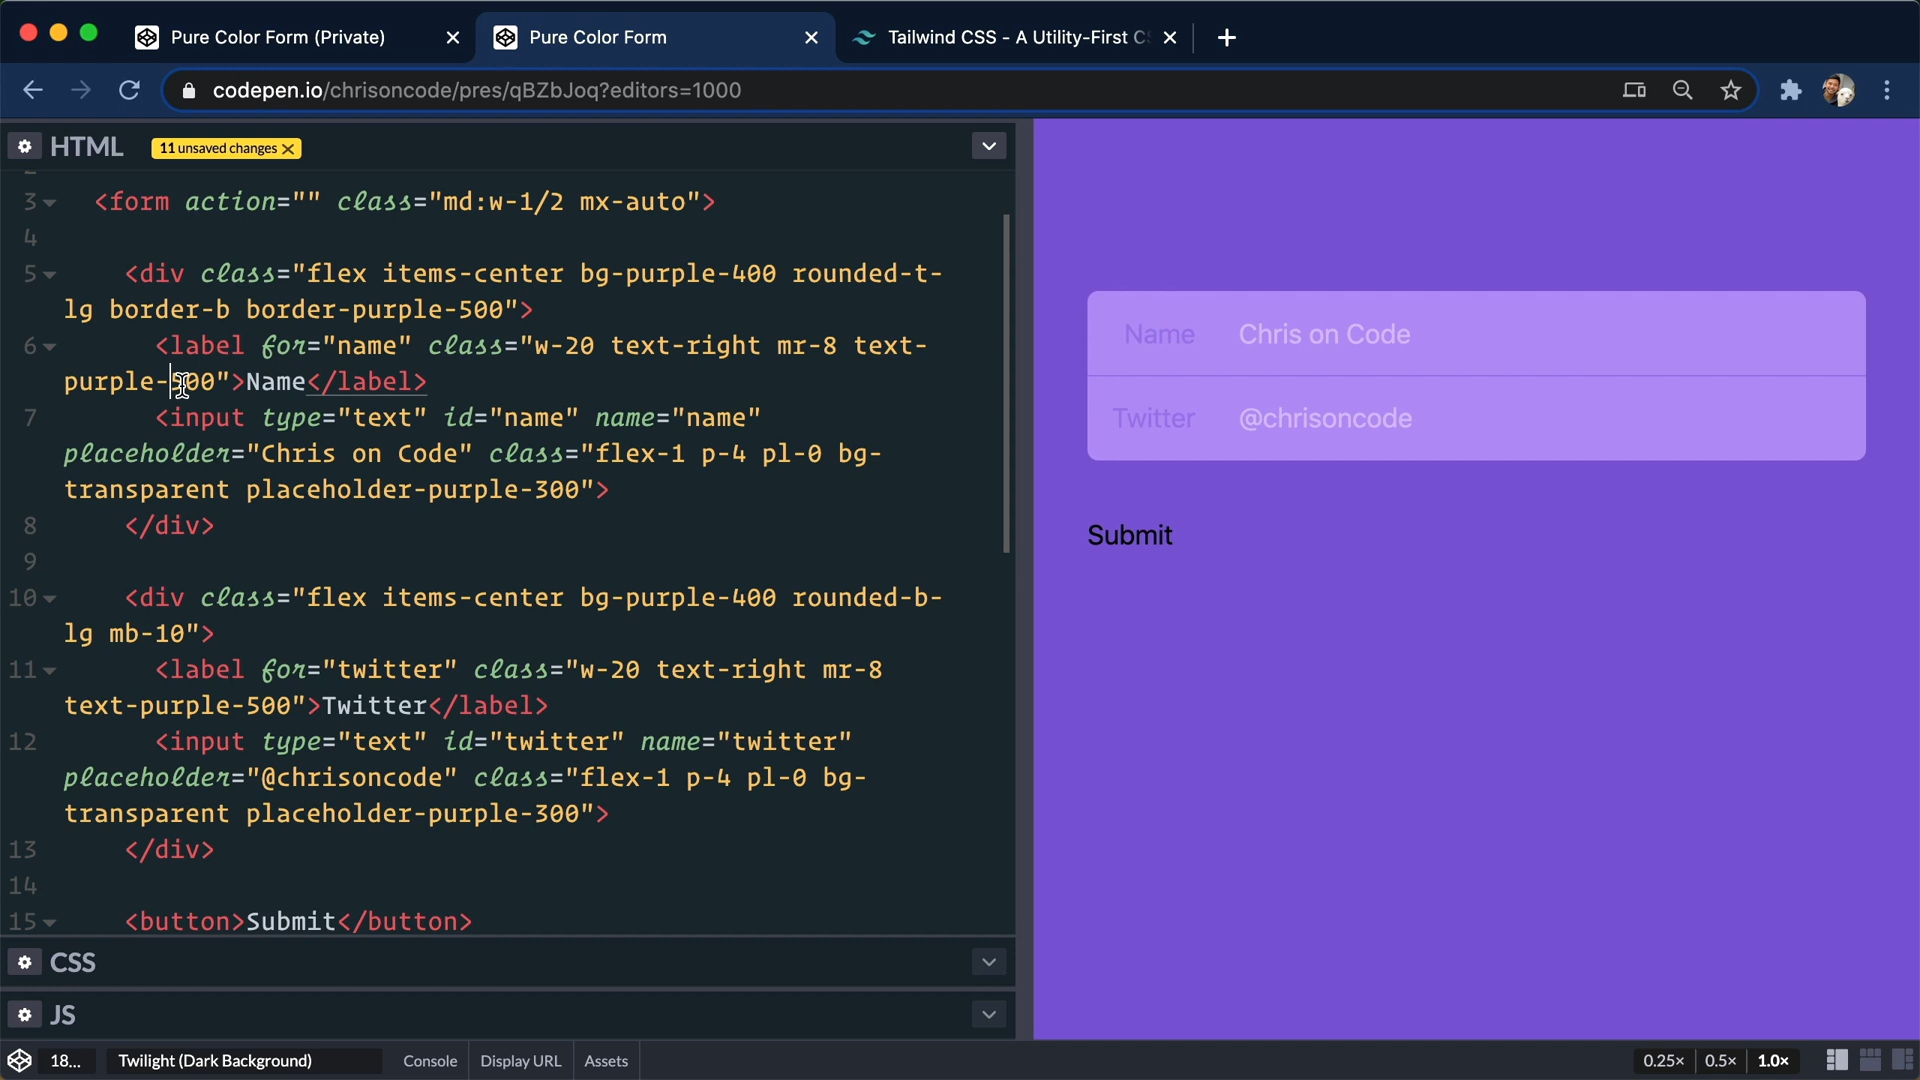 Pure Color Form (Private)
Pure Color Form
Tailwind CSS - A Utility-First C
codepen.io/chrisoncode/pres/qBZbJoq?editors=1000
HTML
11 unsaved changes
3 <form action="" class="md:w-1/2 mx-auto">
4
5 <div class="flex items-center bg-purple-400 rounded-t-
lg border-b border-purple-500">
6 <label for="name" class="w-20 text-right mr-8 text-
purple-500">Name</label>
7 <input type="text" id="name" name="name"
placeholder="Chris on Code" class="flex-1 p-4 pl-0 bg-
transparent placeholder-purple-300">
8 </div>
9
10 <div class="flex items-center bg-purple-400 rounded-b-
lg mb-10">
11 <label for="twitter" class="w-20 text-right mr-8
text-purple-500">Twitter</label>
12 <input type="text" id="twitter" name="twitter"
placeholder="@chrisoncode" class="flex-1 p-4 pl-0 bg-
transparent placeholder-purple-300">
13 </div>
14
15 <button>Submit</button>
Name Chris on Code
Twitter @chrisoncode
Submit
CSS
JS
18...
Twilight (Dark Background)
Console
Display URL
Assets
0.25×
0.5×
1.0×